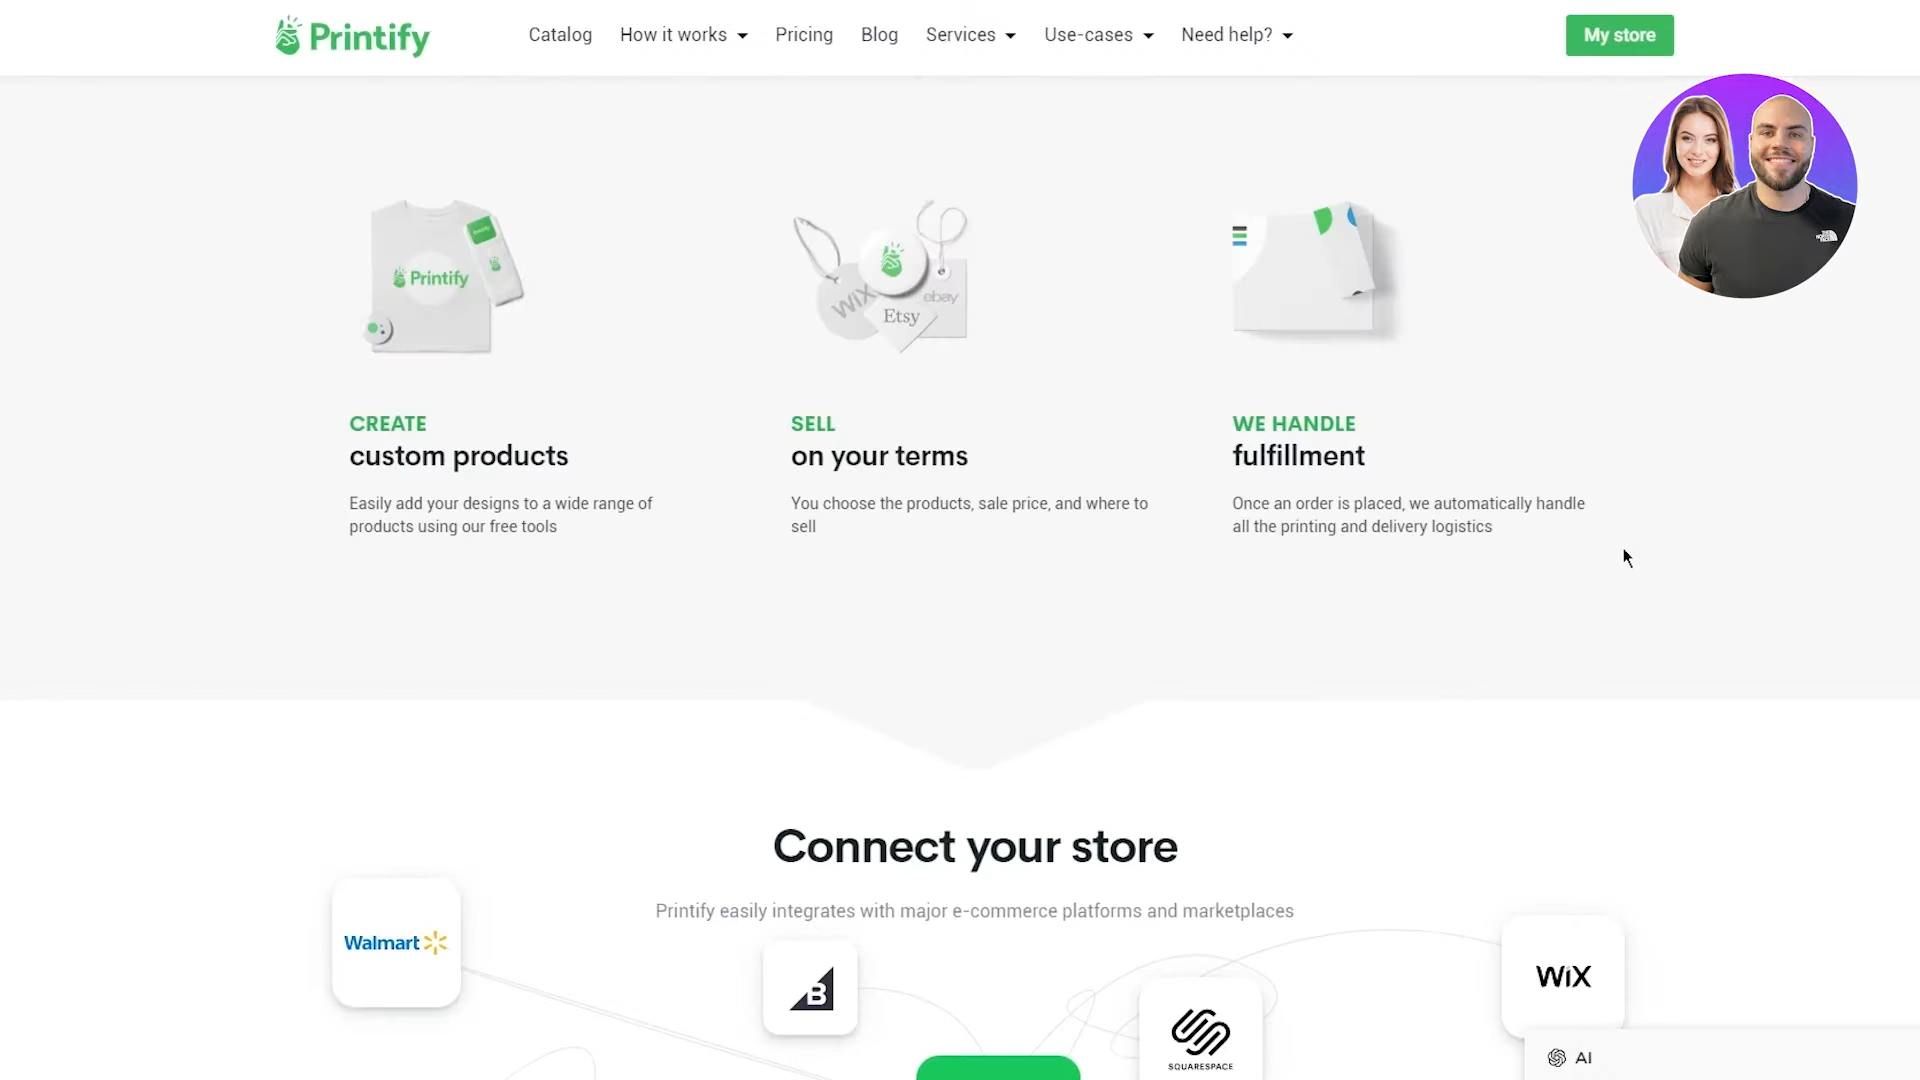 Printify
Catalog
How it works
Pricing
Blog
Services
Use-cases
Need help?
My store
Printify
WIX
ebay
Etsy
CREATE
custom products
Easily add your designs to a wide range of
products using our free tools
SELL
on your terms
You choose the products, sale price, and where to
sell
WE HANDLE
fulfillment
Once an order is placed, we automatically handle
all the printing and delivery logistics
Connect your store
Printify easily integrates with major e-commerce platforms and marketplaces
Walmart
B
SQUARESPACE
WiX
AI